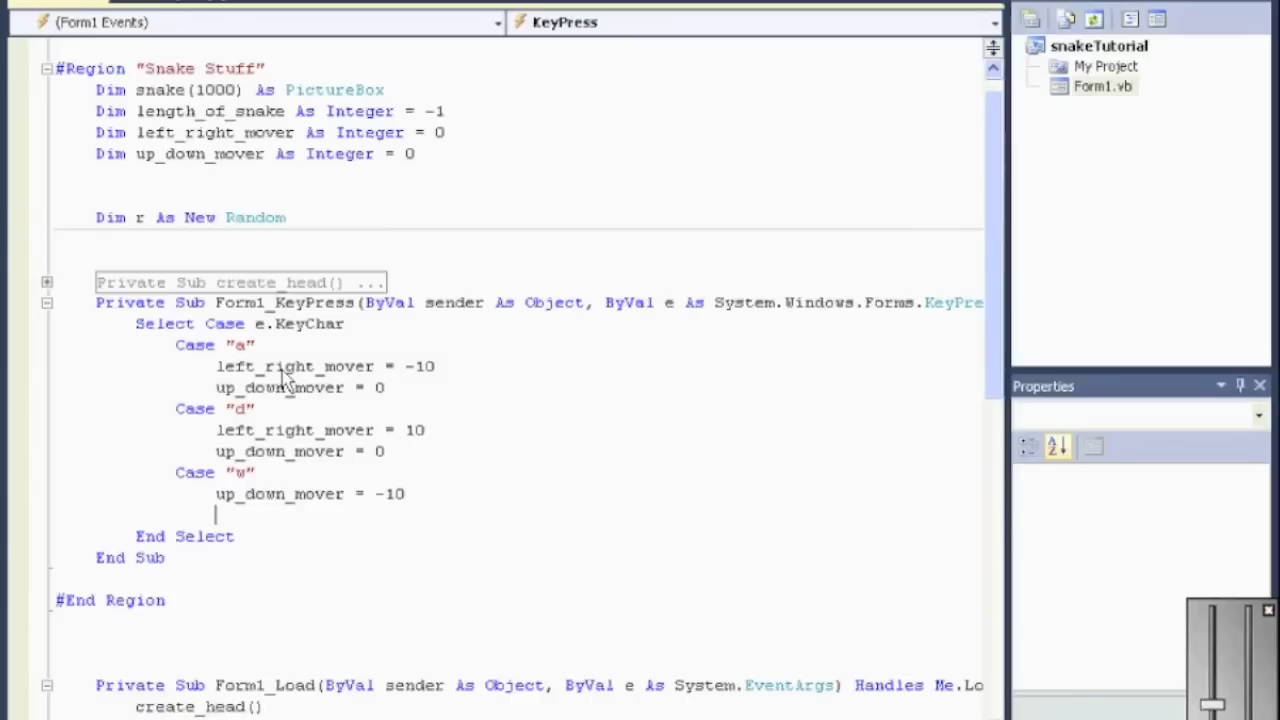 (Form1 Events)
KeyPress
#Region "Snake Stuff"
Dim snake(1000) As PictureBox
Dim length_of_snake As Integer = -1
Dim left_right_mover As Integer = 0
Dim up_down_mover As Integer = 0
Dim r As New Random
Private Sub create_head() ...
Private Sub Form1_KeyPress(ByVal sender As Object, ByVal e As System.Windows.Forms.KeyPre
Select Case e.KeyChar
Case "a"
left_right_mover = -10
up_down_mover = 0
Case "d"
left_right_mover = 10
up_down_mover = 0
Case "w"
up_down_mover = -10
End Select
End Sub
#End Region
Private Sub Form1_Load(ByVal sender As Object, ByVal e As System.EventArgs) Handles Me.Lo
create_head()
snakeTutorial
My Project
Form1.vb
Properties